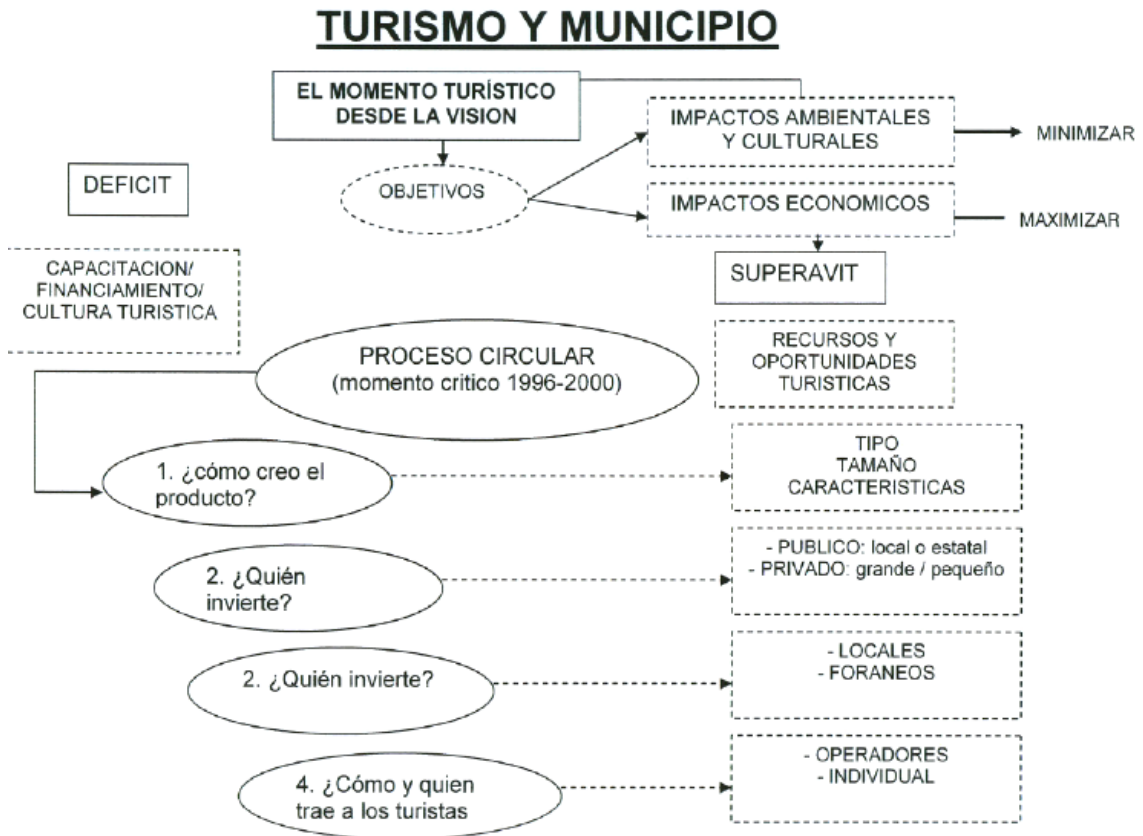 TURISMO Y MUNICIPIO
EL MOMENTO TURÍSTICO
DESDE LA VISION
IMPACTOS AMBIENTALES
Y CULTURALES
MINIMIZAR
DEFICIT
OBJETIVOS
IMPACTOS ECONOMICOS
MAXIMIZAR
CAPACITACION/
FINANCIAMIENTO/
CULTURA TURISTICA
SUPERAVIT
PROCESO CIRCULAR
(momento critico 1996-2000)
RECURSOS Y
OPORTUNIDADES
TURISTICAS
1. ¿cómo creo el
producto?
TIPO
TAMAÑO
CARACTERISTICAS
2. ¿Quién
invierte?
- PUBLICO: local o estatal
- PRIVADO: grande / pequeño
2. ¿Quién invierte?
- LOCALES
- FORANEOS
4. ¿Cómo y quien
trae a los turistas
- OPERADORES
- INDIVIDUAL